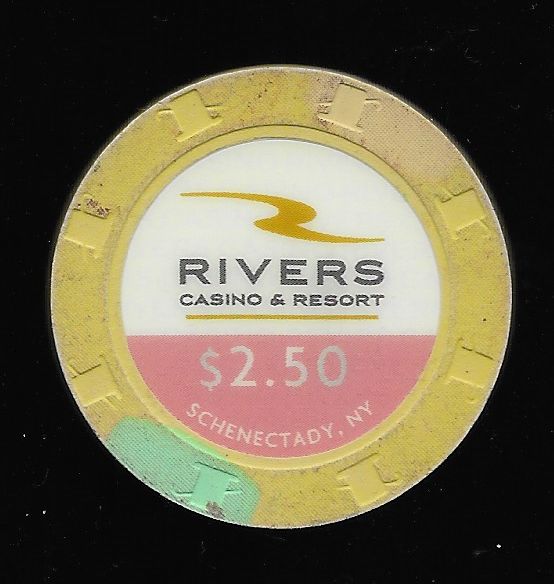 RIVERS
CASINO & RESORT
$2.50
SCHENECTADY, NY